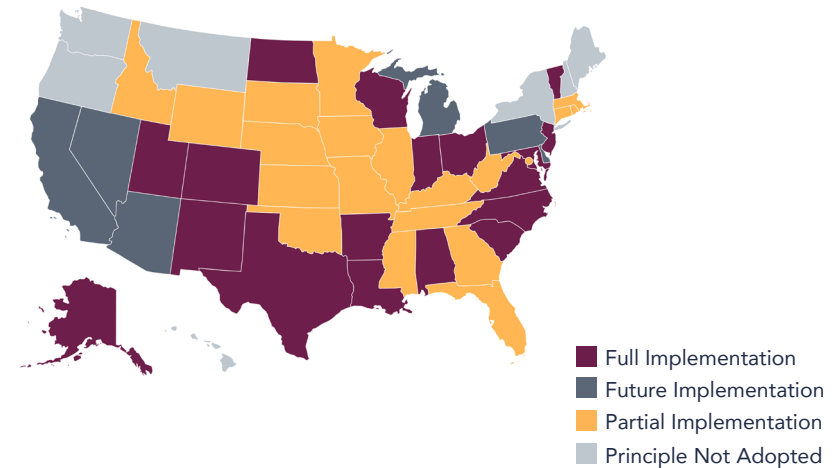 Full Implementation
Future Implementation
Partial Implementation
Principle Not Adopted